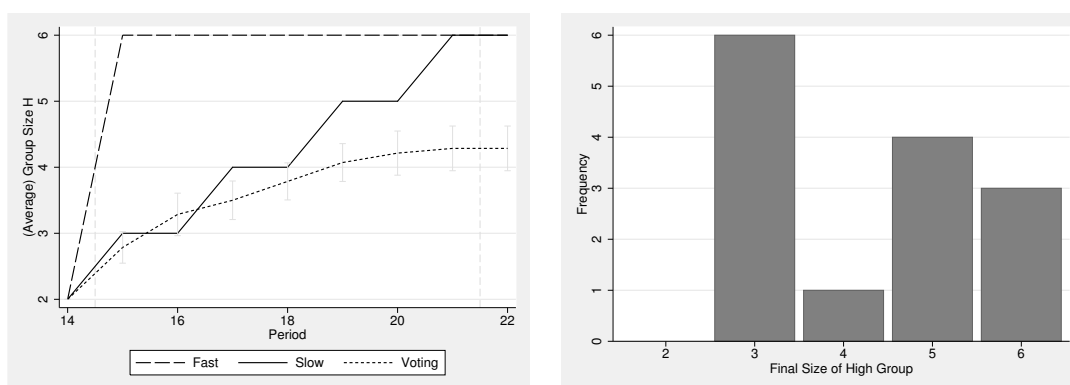 (Average) Group Size H
6
5
4
3
2
14 16 18 20 22
Period
Fast Slow Voting
Frequency
6
5
4
3
2
1
0
2 3 4 5 6
Final Size of High Group